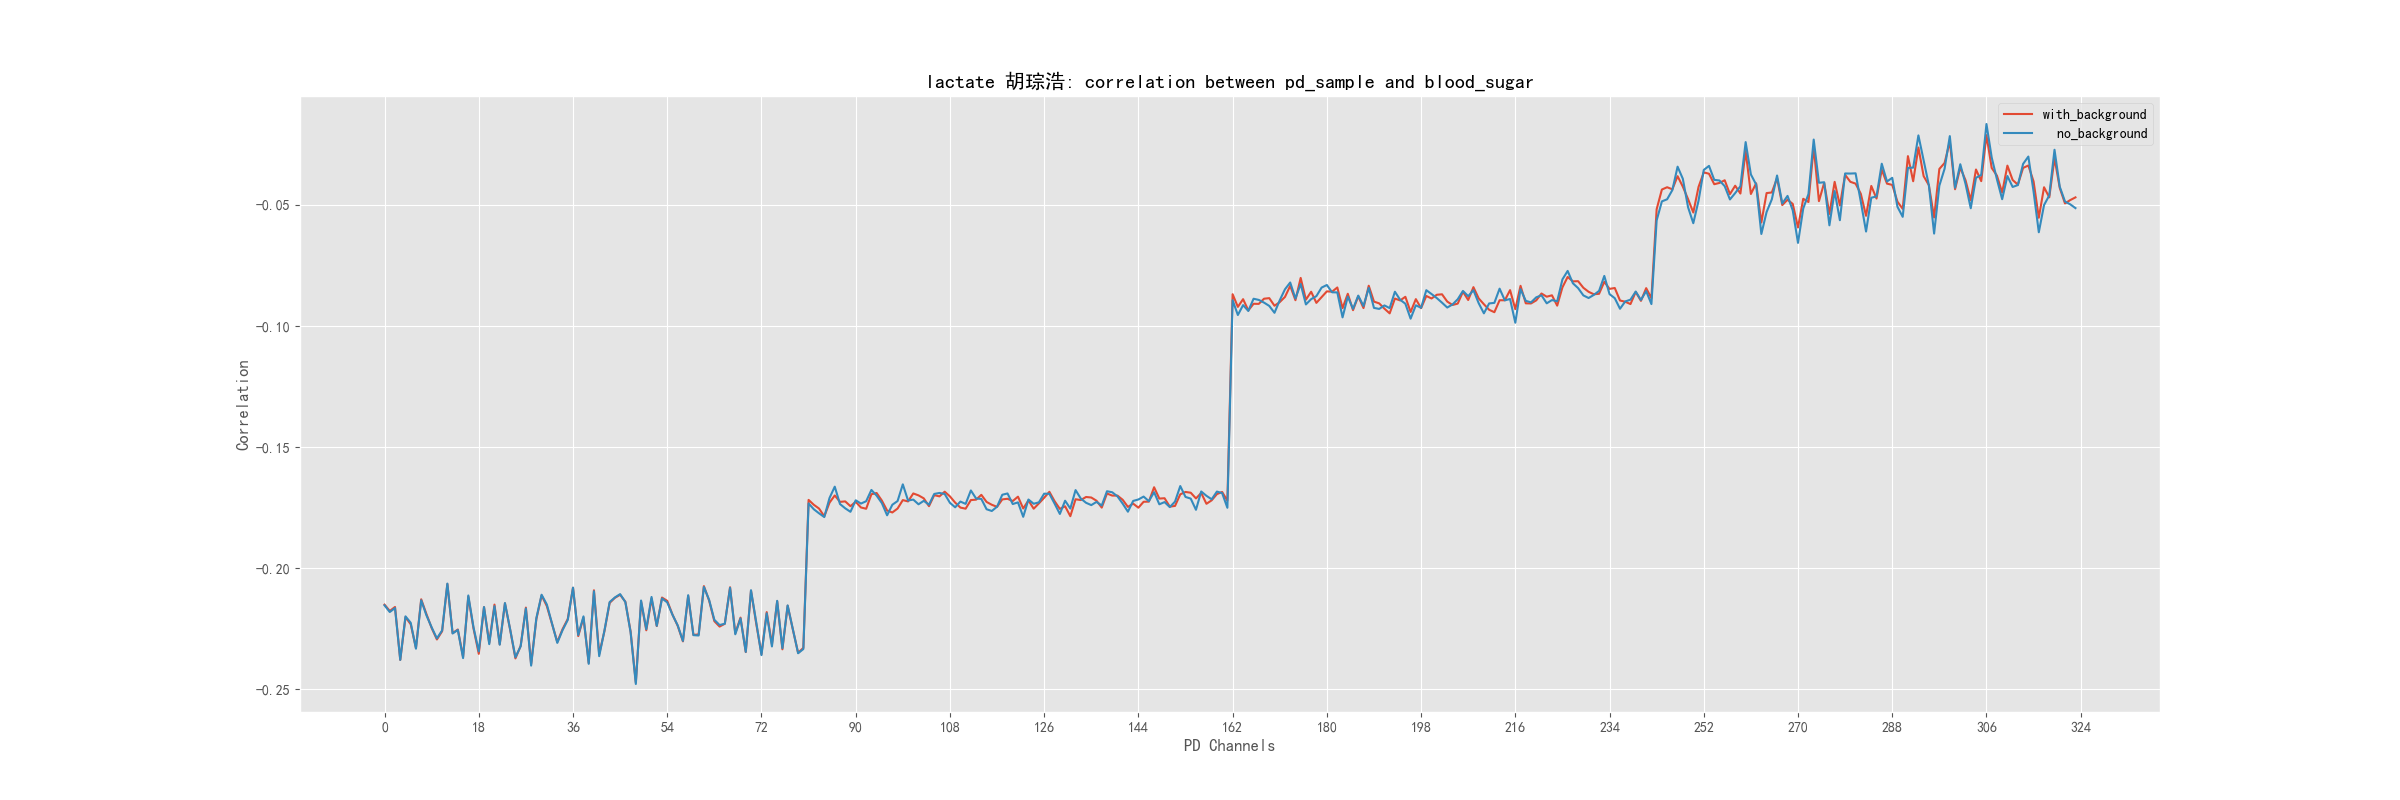 lactate 胡琮浩: correlation between pd_sample and blood_sugar
with_background
no_background
Correlation
-0.05
-0.10
-0.15
-0.20
-0.25
0 18 36 54 72 90 108 126 144 162 180 198 216 234 252 270 288 306 324
PD Channels